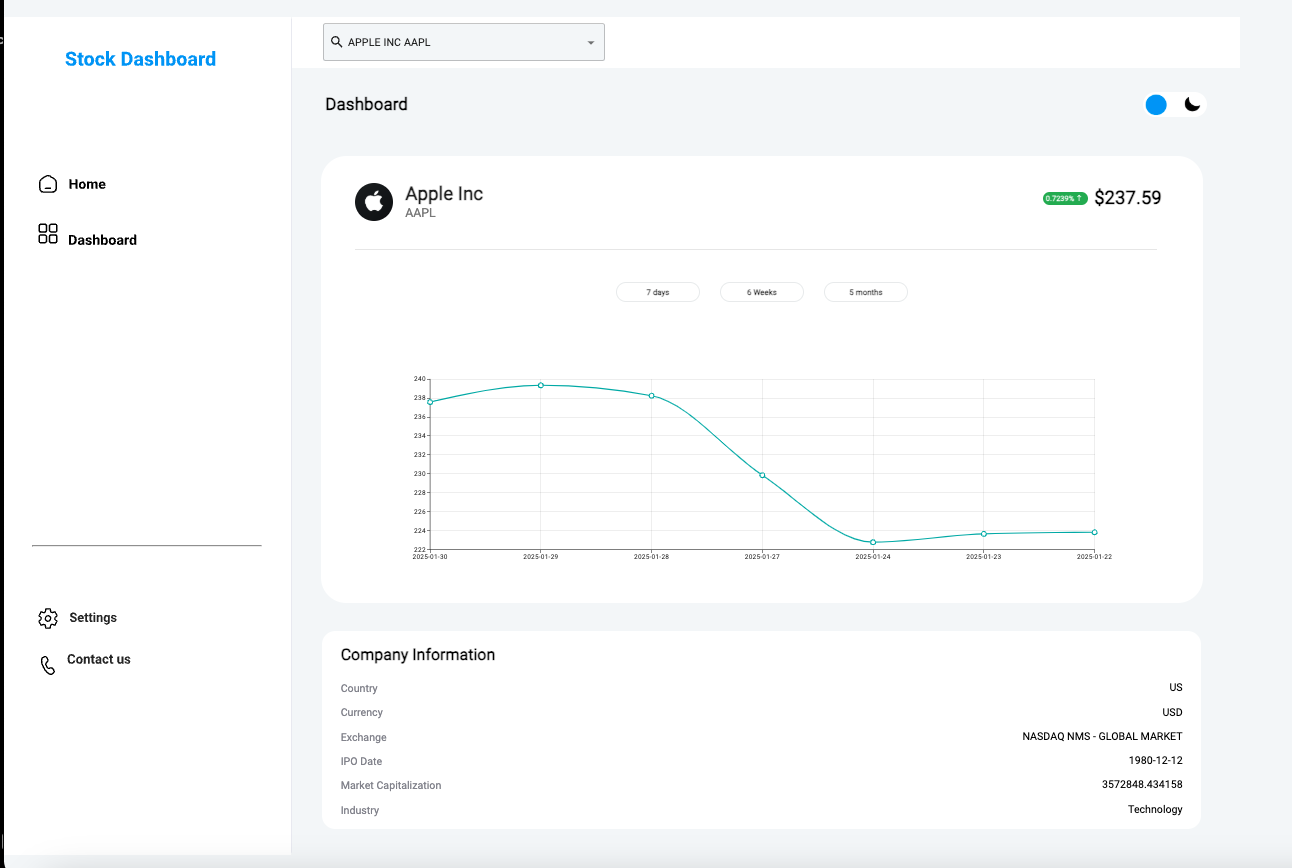 Stock Dashboard
APPLE INC AAPL
Dashboard
Home
Dashboard
Settings
Contact us
Apple Inc
AAPL
0.7239% ↑ $237.59
7 days 6 Weeks 5 months
240
238
236
234
232
230
228
226
224
222
2025-01-30 2025-01-29 2025-01-28 2025-01-27 2025-01-24 2025-01-23 2025-01-22
Company Information
Country US
Currency USD
Exchange NASDAQ NMS - GLOBAL MARKET
IPO Date 1980-12-12
Market Capitalization 3572848.434158
Industry Technology